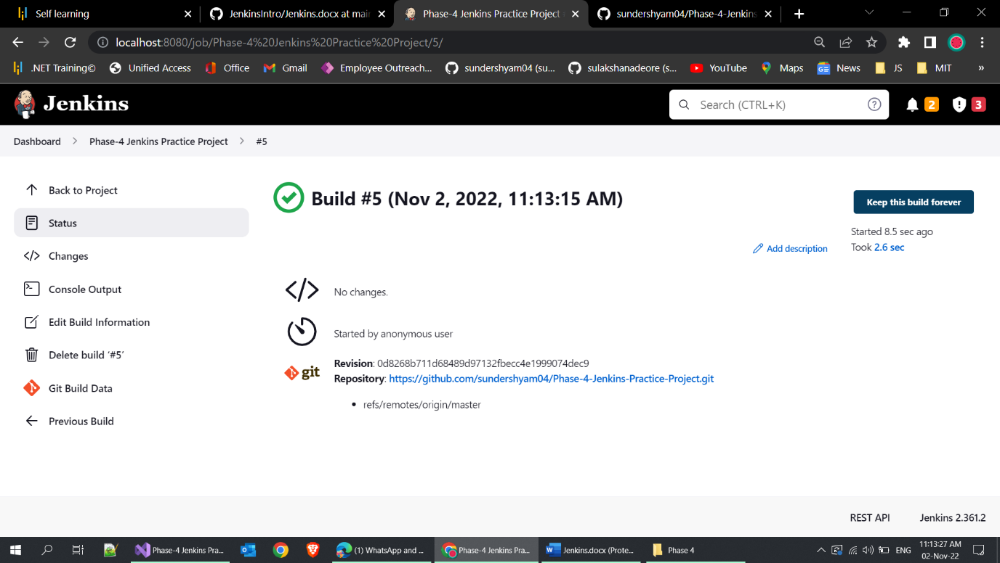 Self learning
JenkinsIntro/Jenkins.docx at mai
Phase-4 Jenkins Practice Project
sundershyam04/Phase-4-Jenkins
localhost:8080/job/Phase-4%20Jenkins%20Practice%20Project/5/
.NET Training©
Unified Access
Office
Gmail
Employee Outreach...
sundershyam04 (su...
sulakshanadeore (s...
YouTube
Maps
News
JS
MIT
»
Jenkins
Search (CTRL+K)
2
3
Dashboard
Phase-4 Jenkins Practice Project
#5
Back to Project
Status
Changes
Console Output
Edit Build Information
Delete build ‘#5’
Git Build Data
Previous Build
Build #5 (Nov 2, 2022, 11:13:15 AM)
Keep this build forever
Started 8.5 sec ago
Took 2.6 sec
Add description
No changes.
Started by anonymous user
git
Revision: 0d8268b711d68489d97132fbecc4e1999074dec9
Repository: https://github.com/sundershyam04/Phase-4-Jenkins-Practice-Project.git
• refs/remotes/origin/master
REST API
Jenkins 2.361.2
Phase-4 Jenkins Pra...
(1) WhatsApp and ...
Phase-4 Jenkins Pra...
Jenkins.docx (Prote...
Phase 4
ENG
11:13:27 AM
02-Nov-22